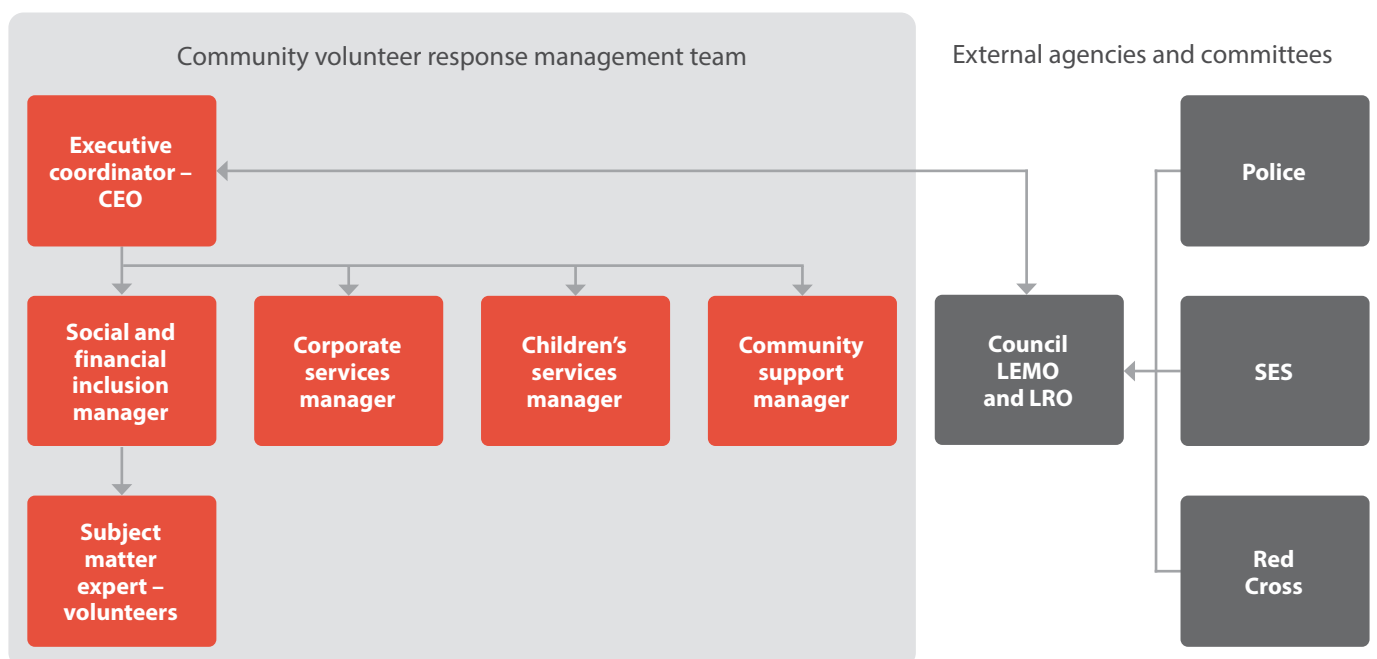 Community volunteer response management team
External agencies and committees
Executive
coordinator –
CEO
Police
Social and
financial
inclusion
manager
Corporate
services
manager
Children’s
services
manager
Community
support
manager
Council
LEMO
and LRO
SES
Subject
matter
expert –
volunteers
Red
Cross